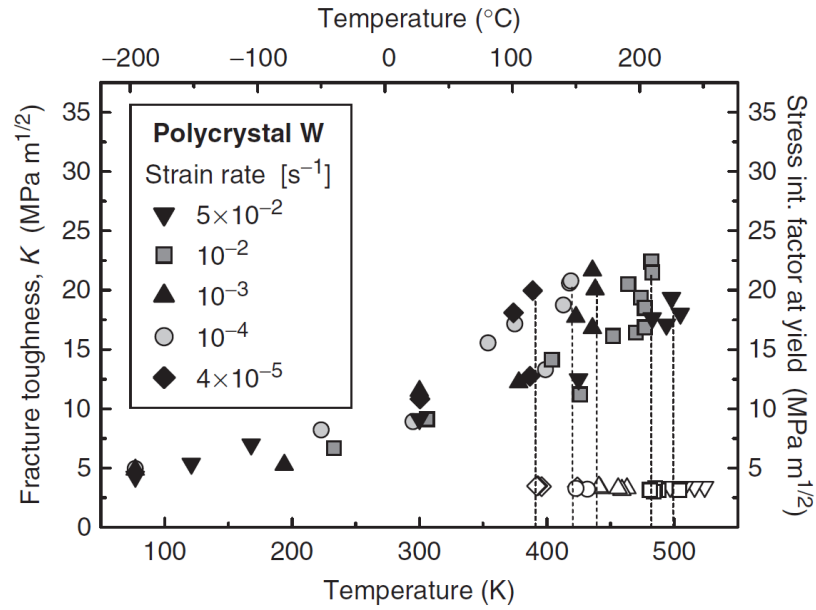 Temperature (°C)
−200 −100 0 100 200
Fracture toughness, K (MPa m^1/2)
35
30
25
20
15
10
5
0
Polycrystal W
Strain rate [s^−1]
5×10^−2
10^−2
10^−3
10^−4
4×10^−5
35
30
25
20
15
10
5
0
Stress int. factor at yield (MPa m^1/2)
100 200 300 400 500
Temperature (K)